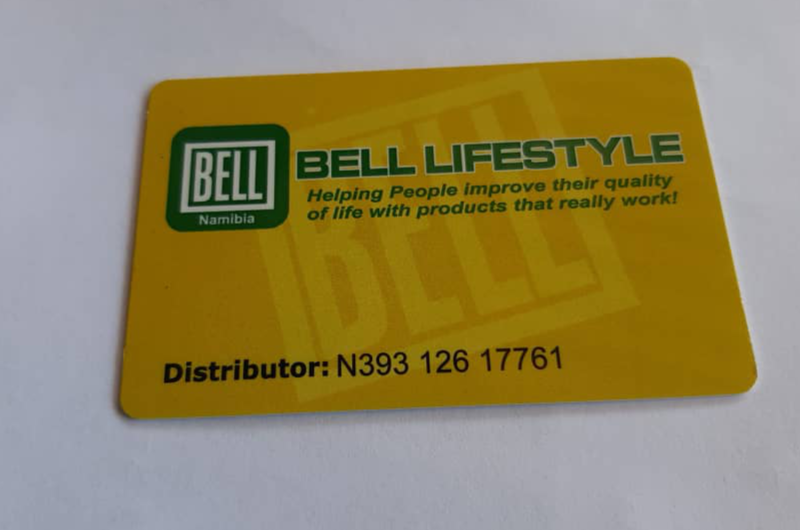 BELL
Namibia
BELL LIFESTYLE
Helping People improve their quality
of life with products that really work!
BELL
Distributor: N393 126 17761